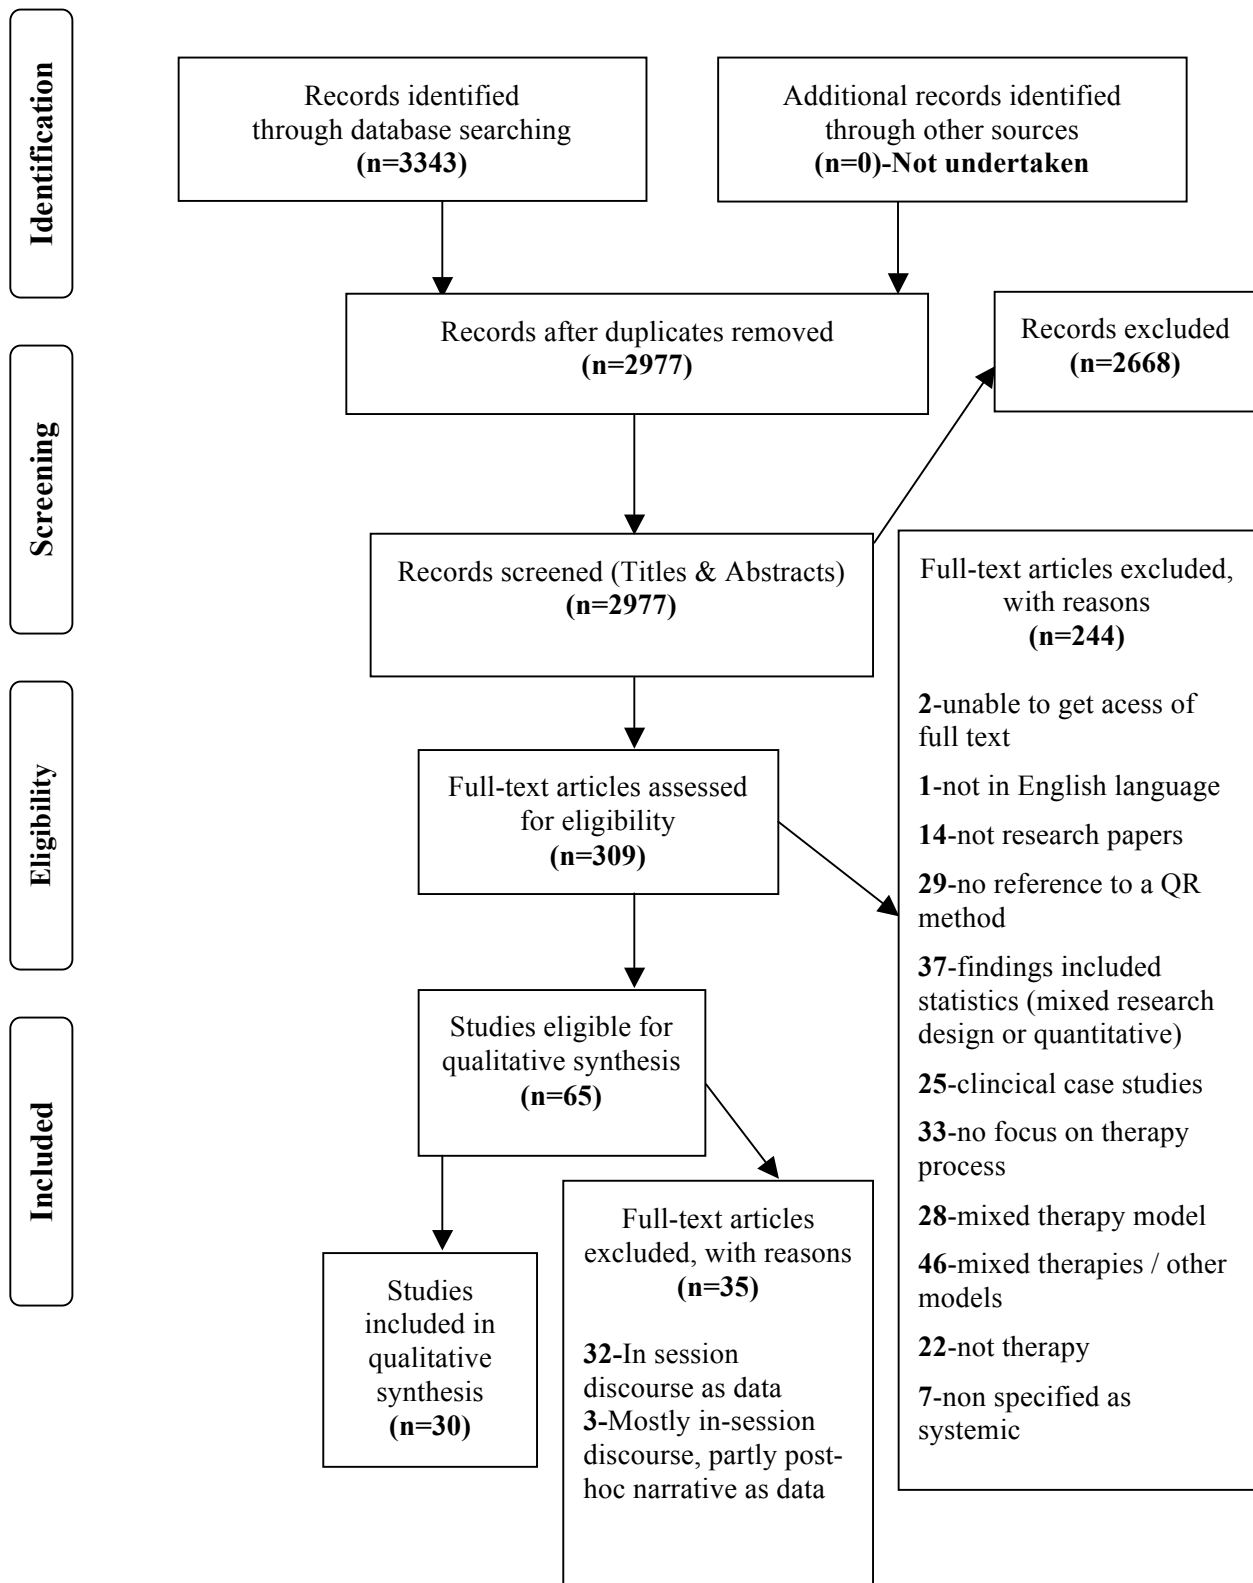 Identification
Records identified
through database searching
(n=3343)
Additional records identified
through other sources
(n=0)-Not undertaken
Records after duplicates removed
(n=2977)
Records excluded
(n=2668)
Screening
Records screened (Titles & Abstracts)
(n=2977)
Full-text articles excluded,
with reasons
(n=244)
2-unable to get acess of
full text
1-not in English language
14-not research papers
29-no reference to a QR
method
37-findings included
statistics (mixed research
design or quantitative)
25-clincical case studies
33-no focus on therapy
process
28-mixed therapy model
46-mixed therapies / other
models
22-not therapy
7-non specified as
systemic
Eligibility
Full-text articles assessed
for eligibility
(n=309)
Studies eligible for
qualitative synthesis
(n=65)
Included
Studies
included in
qualitative
synthesis
(n=30)
Full-text articles
excluded, with reasons
(n=35)
32-In session
discourse as data
3-Mostly in-session
discourse, partly post-
hoc narrative as data